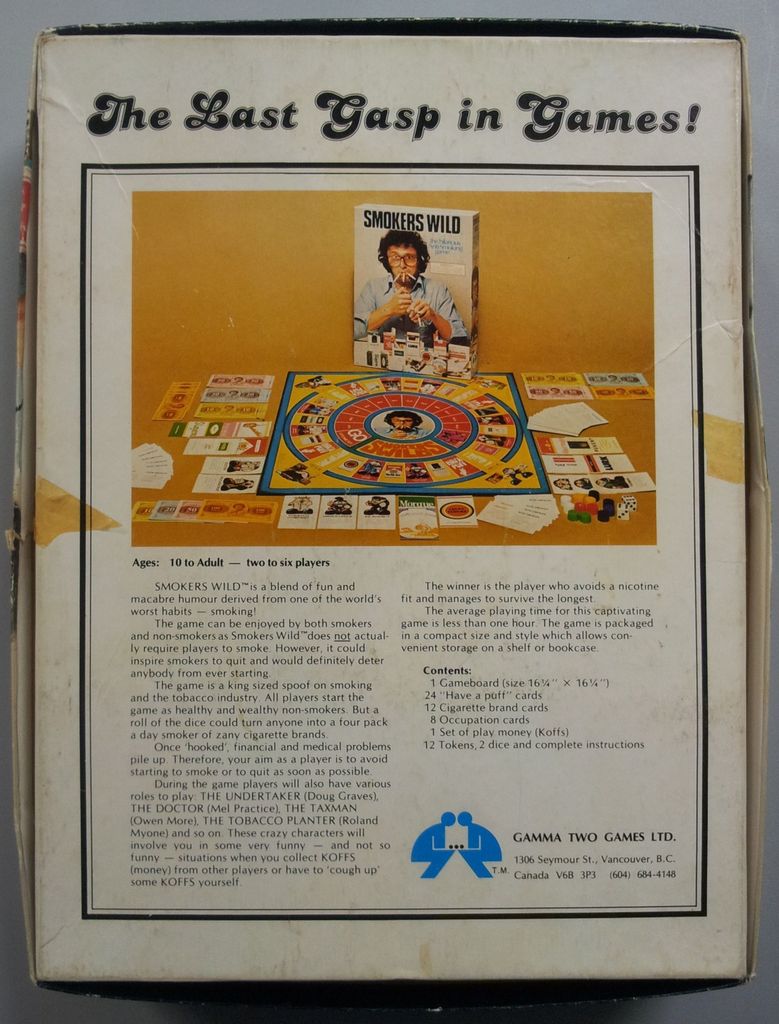 The Last Gasp in Games!
SMOKERS WILD
the hilarious
anti-smoking
game
GO
Ages: 10 to Adult — two to six players
SMOKERS WILD™ is a blend of fun and
macabre humour derived from one of the world's
worst habits — smoking!
The game can be enjoyed by both smokers
and non-smokers as Smokers Wild™ does not actual-
ly require players to smoke. However, it could
inspire smokers to quit and would definitely deter
anybody from ever starting.
The game is a king sized spoof on smoking
and the tobacco industry. All players start the
game as healthy and wealthy non-smokers. But a
roll of the dice could turn anyone into a four pack
a day smoker of zany cigarette brands.
Once 'hooked', financial and medical problems
pile up. Therefore, your aim as a player is to avoid
starting to smoke or to quit as soon as possible.
During the game players will also have various
roles to play: THE UNDERTAKER (Doug Graves),
THE DOCTOR (Mel Practice), THE TAXMAN
(Owen More), THE TOBACCO PLANTER (Roland
Myone) and so on. These crazy characters will
involve you in some very funny — and not so
funny — situations when you collect KOFFS
(money) from other players or have to 'cough up'
some KOFFS yourself.
The winner is the player who avoids a nicotine
fit and manages to survive the longest.
The average playing time for this captivating
game is less than one hour. The game is packaged
in a compact size and style which allows con-
venient storage on a shelf or bookcase.
Contents:
1 Gameboard (size 16¼" × 16¼")
24 "Have a puff" cards
12 Cigarette brand cards
8 Occupation cards
1 Set of play money (Koffs)
12 Tokens, 2 dice and complete instructions
T.M.
GAMMA TWO GAMES LTD.
1306 Seymour St., Vancouver, B.C.
Canada V6B 3P3 (604) 684-4148